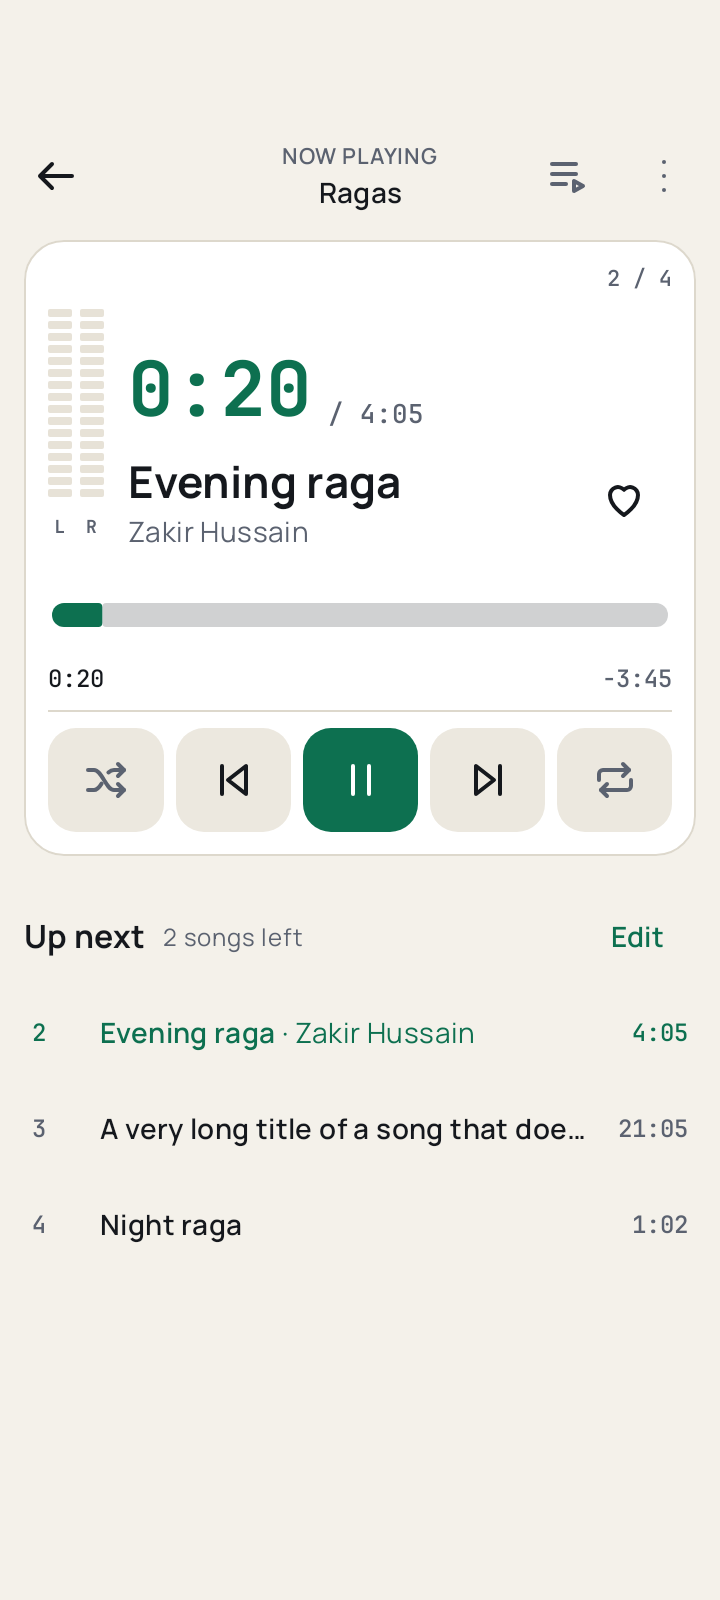 NOW PLAYING
Ragas
2 / 4
0:20 / 4:05
Evening raga
Zakir Hussain
L R
0:20 -3:45
Up next 2 songs left Edit
2 Evening raga · Zakir Hussain 4:05
3 A very long title of a song that doe… 21:05
4 Night raga 1:02